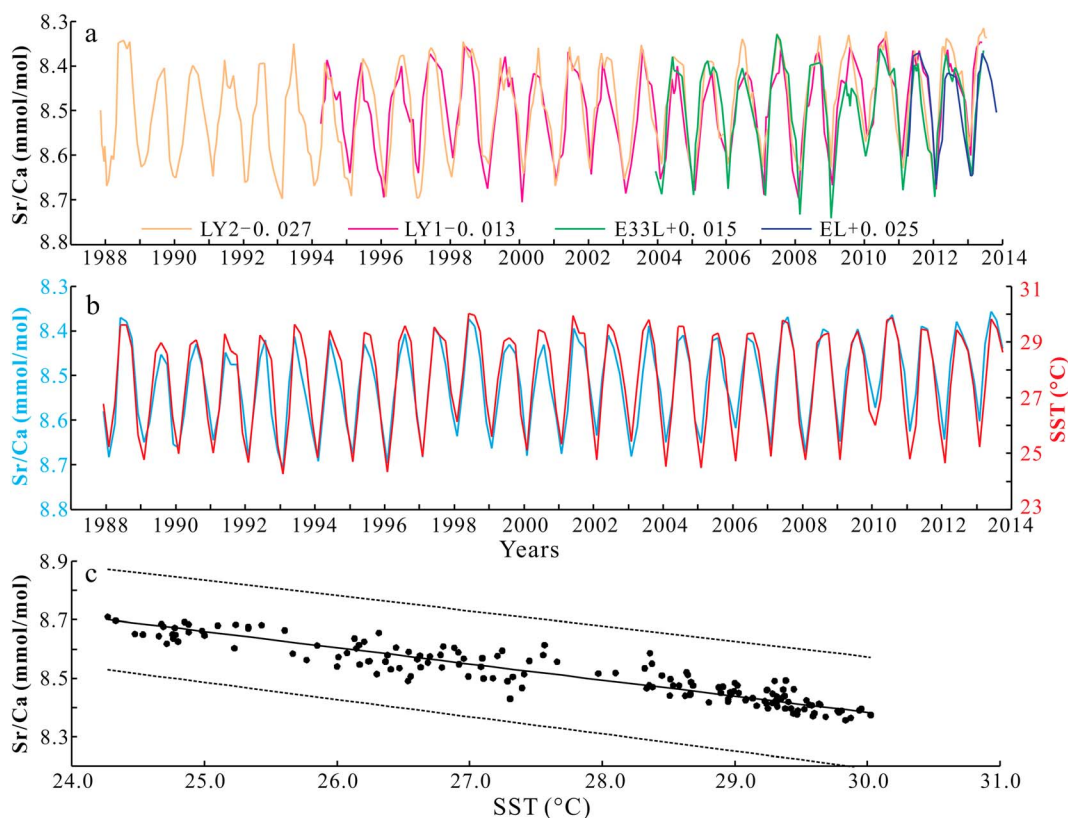 a
Sr/Ca (mmol/mol)
8.3
8.4
8.5
8.6
8.7
8.8
LY2-0.027 LY1-0.013 E33L+0.015 EL+0.025
1988 1990 1992 1994 1996 1998 2000 2002 2004 2006 2008 2010 2012 2014
b
Sr/Ca (mmol/mol)
8.3
8.4
8.5
8.6
8.7
8.8
31
29
27
25
23
SST (°C)
1988 1990 1992 1994 1996 1998 2000 2002 2004 2006 2008 2010 2012 2014
Years
c
Sr/Ca (mmol/mol)
8.9
8.7
8.5
8.3
24.0 25.0 26.0 27.0 28.0 29.0 30.0 31.0
SST (°C)